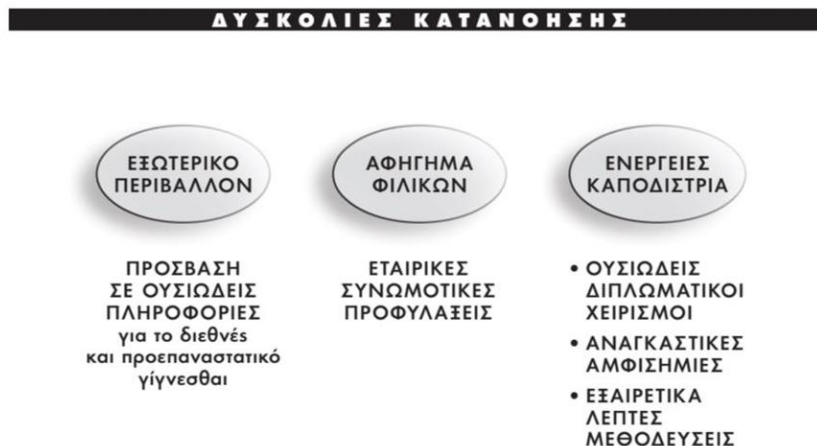 ΔΥΣΚΟΛΙΕΣ ΚΑΤΑΝΟΗΣΗΣ
ΕΞΩΤΕΡΙΚΟ
ΠΕΡΙΒΑΛΛΟΝ
ΠΡΟΣΒΑΣΗ
ΣΕ ΟΥΣΙΩΔΕΙΣ
ΠΛΗΡΟΦΟΡΙΕΣ
για το διεθνές
και προεπαναστατικό
γίγνεσθαι
ΑΦΗΓΗΜΑ
ΦΙΛΙΚΩΝ
ΕΤΑΙΡΙΚΕΣ
ΣΥΝΩΜΟΤΙΚΕΣ
ΠΡΟΦΥΛΑΞΕΙΣ
ΕΝΕΡΓΕΙΕΣ
ΚΑΠΟΔΙΣΤΡΙΑ
• ΟΥΣΙΩΔΕΙΣ
ΔΙΠΛΩΜΑΤΙΚΟΙ
ΧΕΙΡΙΣΜΟΙ
• ΑΝΑΓΚΑΣΤΙΚΕΣ
ΑΜΦΙΣΗΜΙΕΣ
• ΕΞΑΙΡΕΤΙΚΑ
ΛΕΠΤΕΣ
ΜΕΘΟΔΕΥΣΕΙΣ